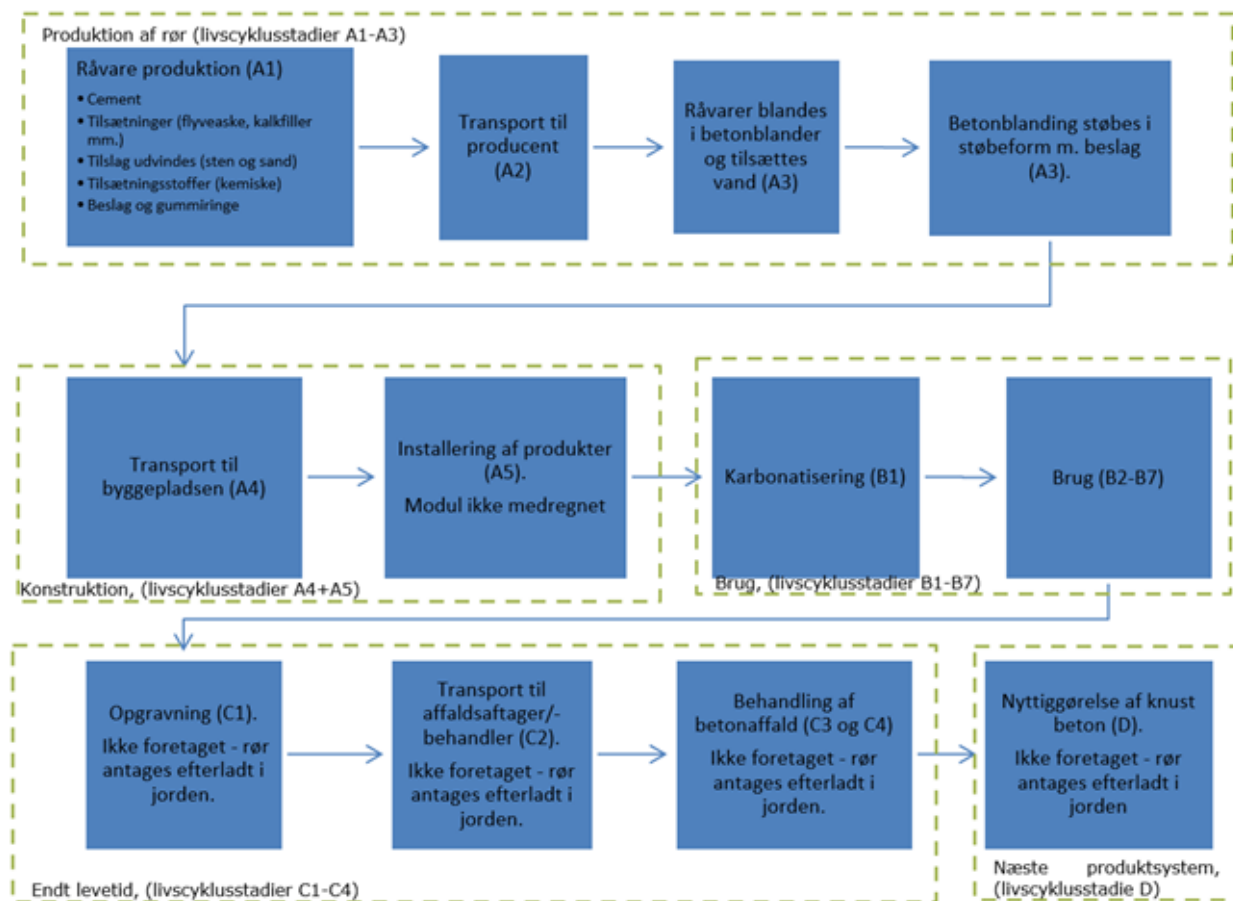 Produktion af rør (livscyklusstadier A1-A3)
Råvare produktion (A1)
• Cement
• Tilsætninger (flyveaske, kalkfiller
mm.)
• Tilslag udvindes (sten og sand)
• Tilsætningsstoffer (kemiske)
• Beslag og gummiringe
Transport til
producent
(A2)
Råvarer blandes
i betonblander
og tilsættes
vand (A3)
Betonblanding støbes i
støbeform m. beslag
(A3).
Transport til
byggepladsen (A4)
Installering af produkter
(A5).
Modul ikke medregnet
Konstruktion, (livscyklusstadier A4+A5)
Karbonatisering (B1)
Brug (B2-B7)
Brug, (livscyklusstadier B1-B7)
Opgravning (C1).
Ikke foretaget - rør
antages efterladt i
jorden.
Transport til
affaldsaftager/-
behandler (C2).
Ikke foretaget - rør
antages efterladt i
jorden.
Behandling af
betonaffald (C3 og C4)
Ikke foretaget - rør
antages efterladt i
jorden.
Endt levetid, (livscyklusstadier C1-C4)
Nyttiggørelse af knust
beton (D).
Ikke foretaget - rør
antages efterladt i
jorden
Næste produktsystem,
(livscyklusstadie D)